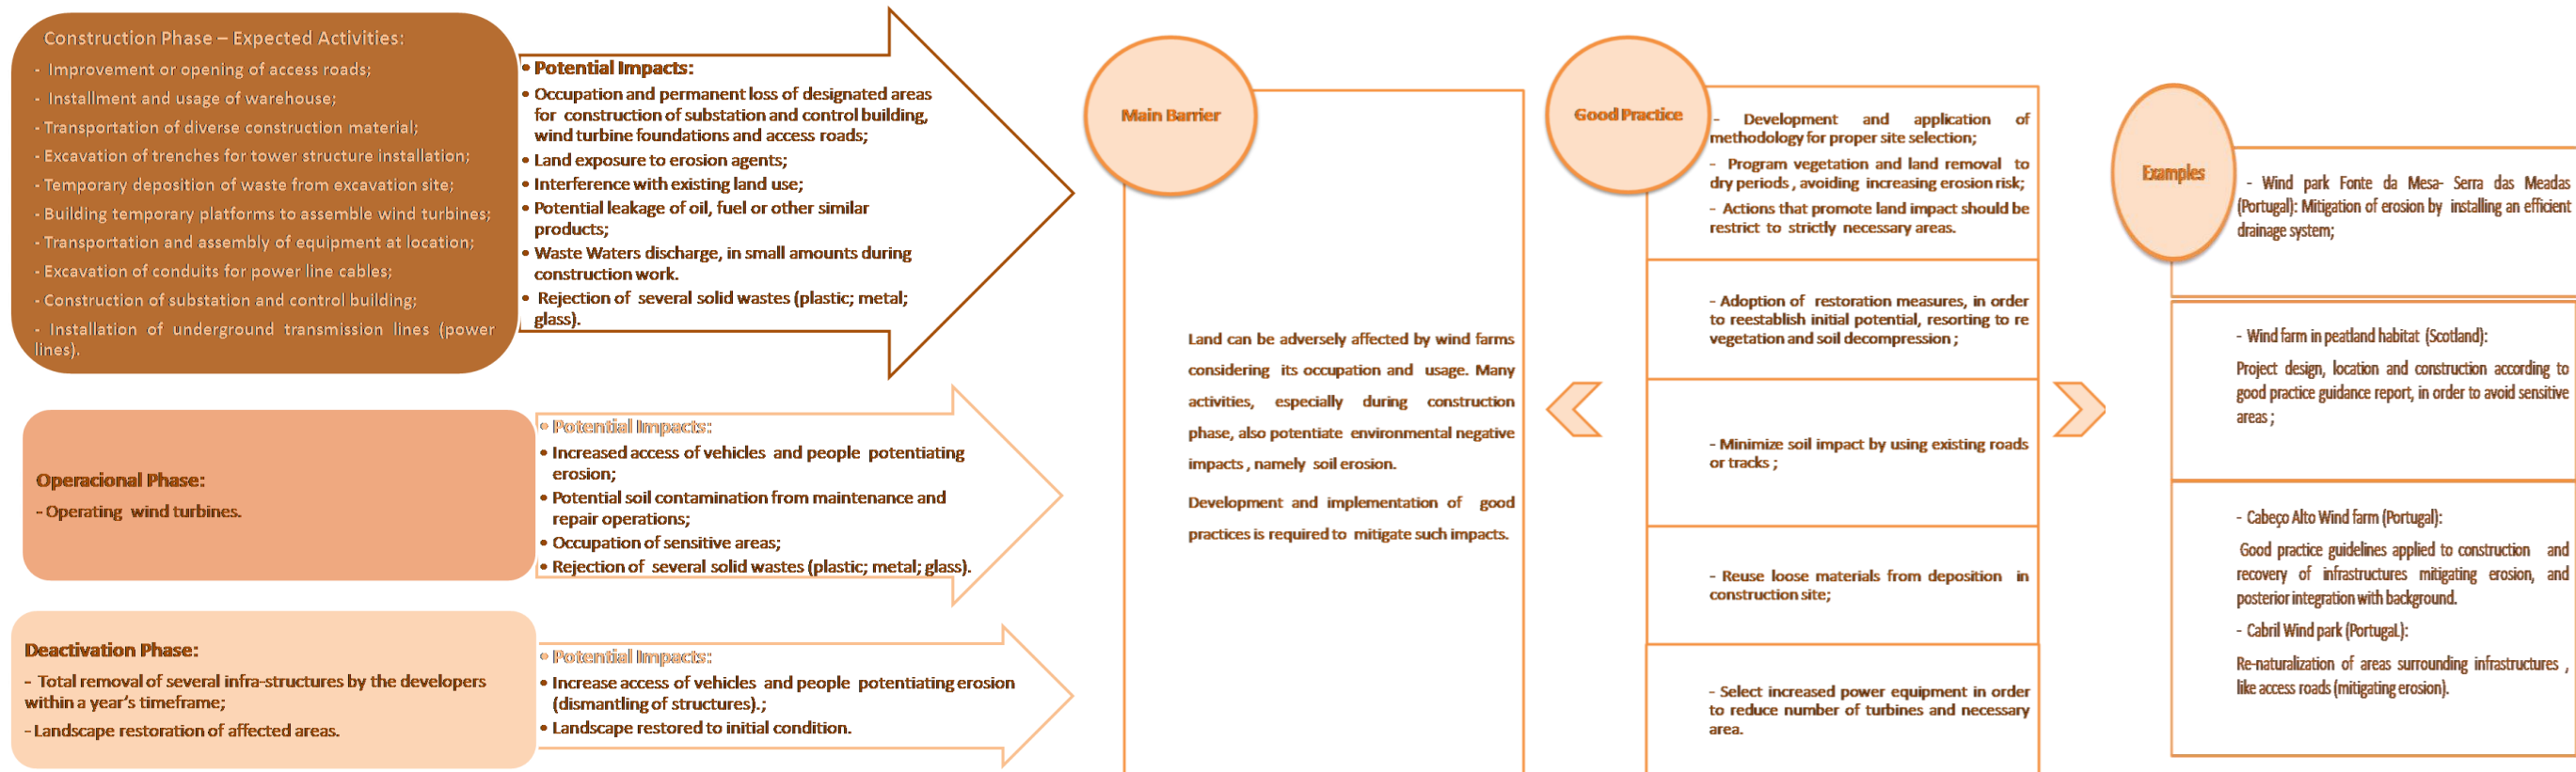 Construction Phase – Expected Activities:
- Improvement or opening of access roads;
- Installment and usage of warehouse;
- Transportation of diverse construction material;
- Excavation of trenches for tower structure installation;
- Temporary deposition of waste from excavation site;
- Building temporary platforms to assemble wind turbines;
- Transportation and assembly of equipment at location;
- Excavation of conduits for power line cables;
- Construction of substation and control building;
- Installation of underground transmission lines (power
lines).
• Potential Impacts:
• Occupation and permanent loss of designated areas
for construction of substation and control building,
wind turbine foundations and access roads;
• Land exposure to erosion agents;
• Interference with existing land use;
• Potential leakage of oil, fuel or other similar
products;
• Waste Waters discharge, in small amounts during
construction work.
• Rejection of several solid wastes (plastic; metal;
glass).
Operacional Phase:
- Operating wind turbines.
• Potential Impacts:
• Increased access of vehicles and people potentiating
erosion;
• Potential soil contamination from maintenance and
repair operations;
• Occupation of sensitive areas;
• Rejection of several solid wastes (plastic; metal; glass).
Deactivation Phase:
- Total removal of several infra-structures by the developers
within a year's timeframe;
- Landscape restoration of affected areas.
• Potential Impacts:
• Increase access of vehicles and people potentiating erosion
(dismantling of structures).;
• Landscape restored to initial condition.
Main Barrier
Land can be adversely affected by wind farms
considering its occupation and usage. Many
activities, especially during construction
phase, also potentiate environmental negative
impacts , namely soil erosion.
Development and implementation of good
practices is required to mitigate such impacts.
Good Practice
- Development and application of
methodology for proper site selection;
- Program vegetation and land removal to
dry periods , avoiding increasing erosion risk;
- Actions that promote land impact should be
restrict to strictly necessary areas.
- Adoption of restoration measures, in order
to reestablish initial potential, resorting to re
vegetation and soil decompression ;
- Minimize soil impact by using existing roads
or tracks ;
- Reuse loose materials from deposition in
construction site;
- Select increased power equipment in order
to reduce number of turbines and necessary
area.
Examples
- Wind park Fonte da Mesa- Serra das Meadas
(Portugal): Mitigation of erosion by installing an efficient
drainage system;
- Wind farm in peatland habitat (Scotland):
Project design, location and construction according to
good practice guidance report, in order to avoid sensitive
areas ;
- Cabeço Alto Wind farm (Portugal):
Good practice guidelines applied to construction and
recovery of infrastructures mitigating erosion, and
posterior integration with background.
- Cabril Wind park (Portugal.):
Re-naturalization of areas surrounding infrastructures ,
like access roads (mitigating erosion).